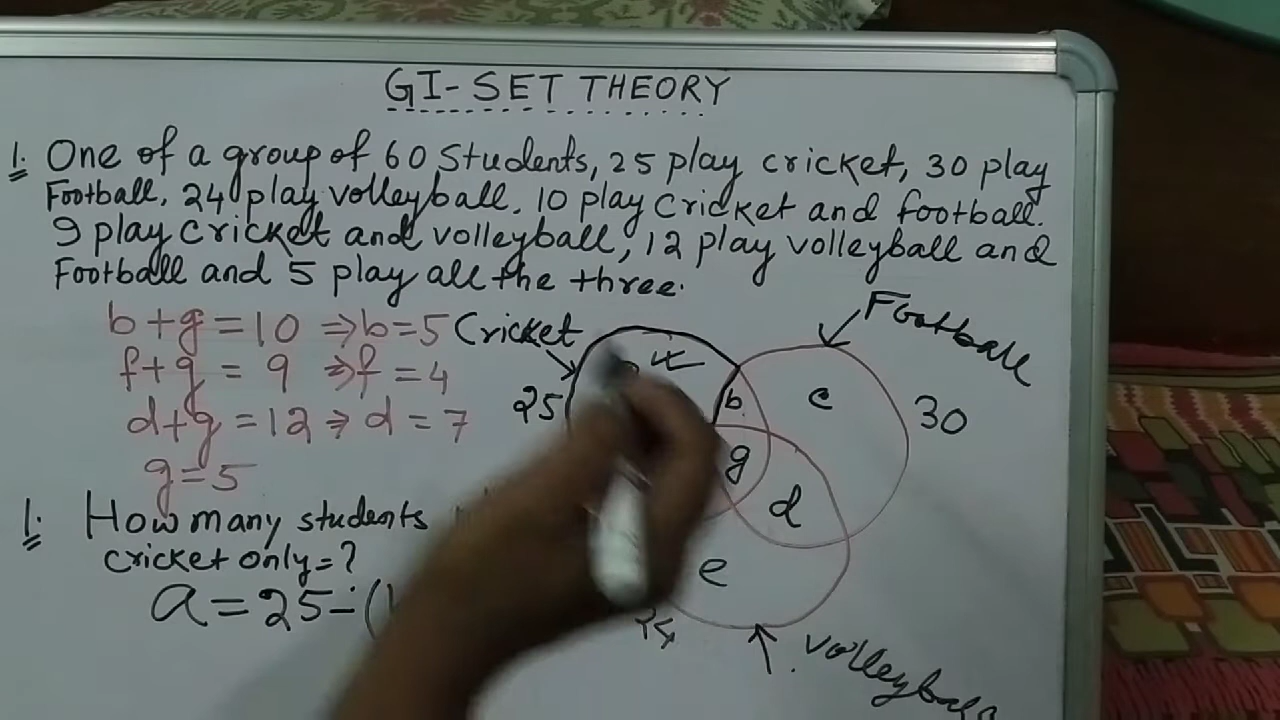 GI-SET THEORY
1. One of a group of 60 Students, 25 play cricket, 30 play
Football, 24 play volleyball. 10 play Cricket and football.
9 play cricket and volleyball, 12 play volleyball and
Football and 5 play all the three.
b+g=10 ⇒b=5
f+g=9 ⇒f=4
d+g=12 ⇒d=7
g=5
Cricket
Football
25
b
c
30
g
d
e
24
volleyball
1. How many students
cricket only=?
a=25-(